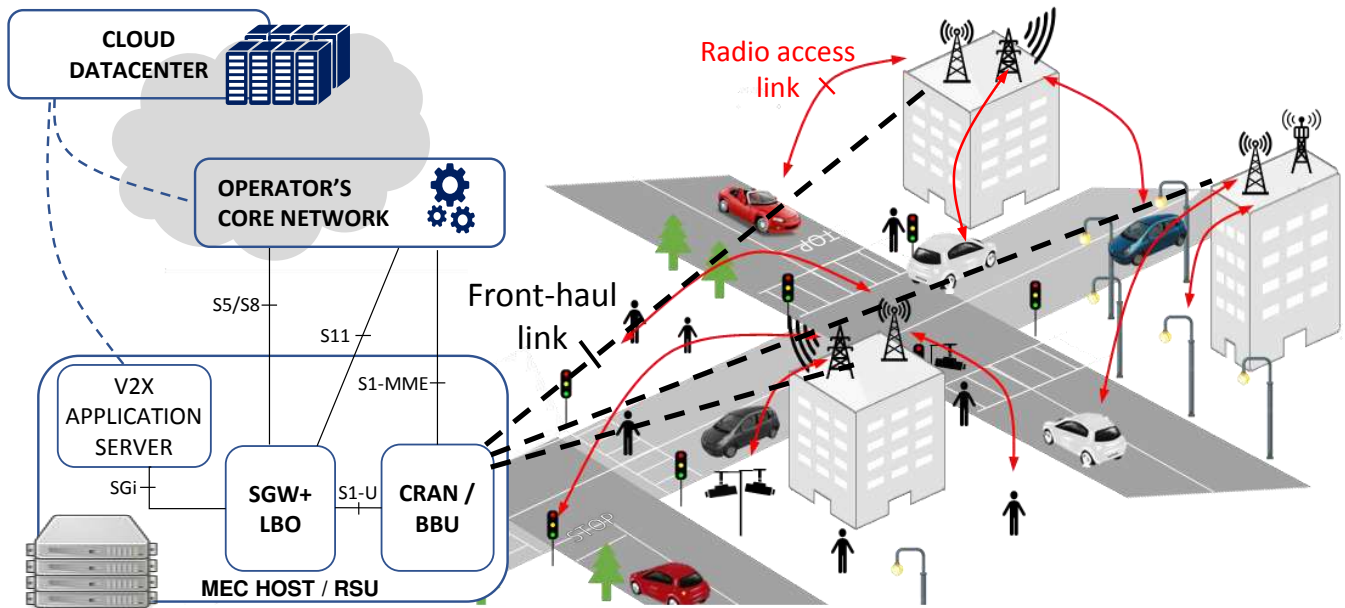 CLOUD
DATACENTER
Radio access
link
OPERATOR'S
CORE NETWORK
STOP
S5/S8
Front-haul
link
S11
S1-MME
V2X
APPLICATION
SERVER
SGi
SGW+
LBO
S1-U
CRAN /
BBU
STOP
MEC HOST / RSU